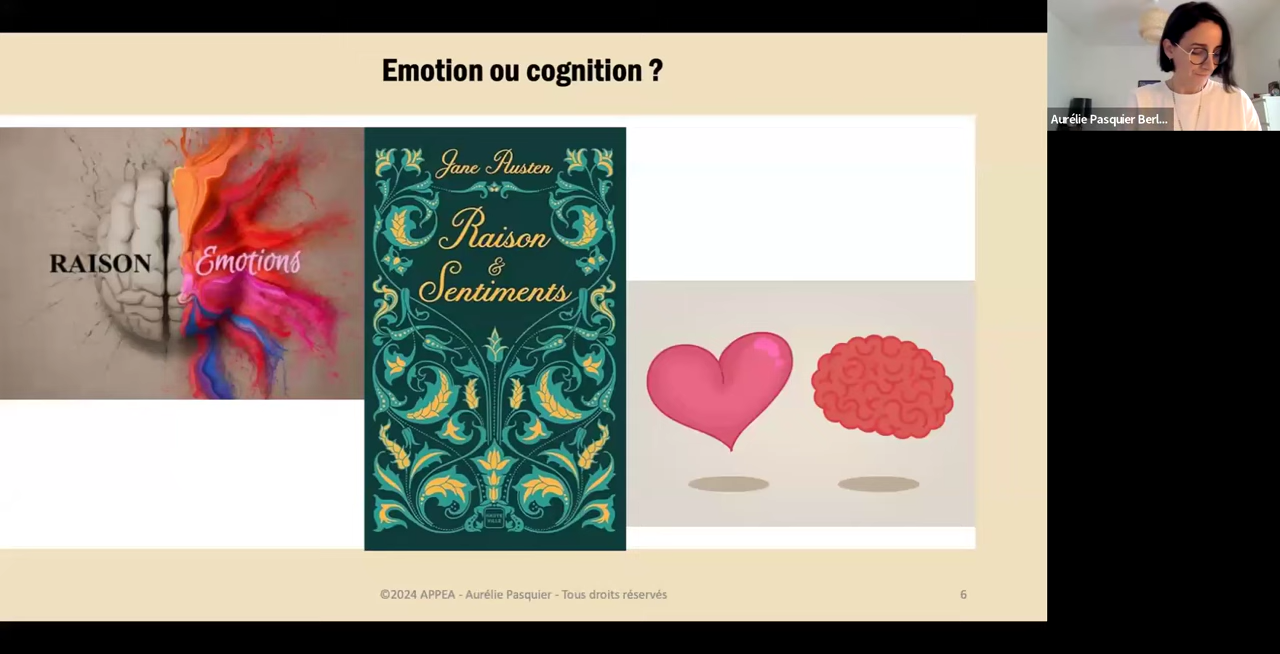 Emotion ou cognition ?
Aurélie Pasquier Berl...
RAISON
Emotions
Jane Austen
Raison
&
Sentiments
©2024 APPEA - Aurélie Pasquier - Tous droits réservés
6